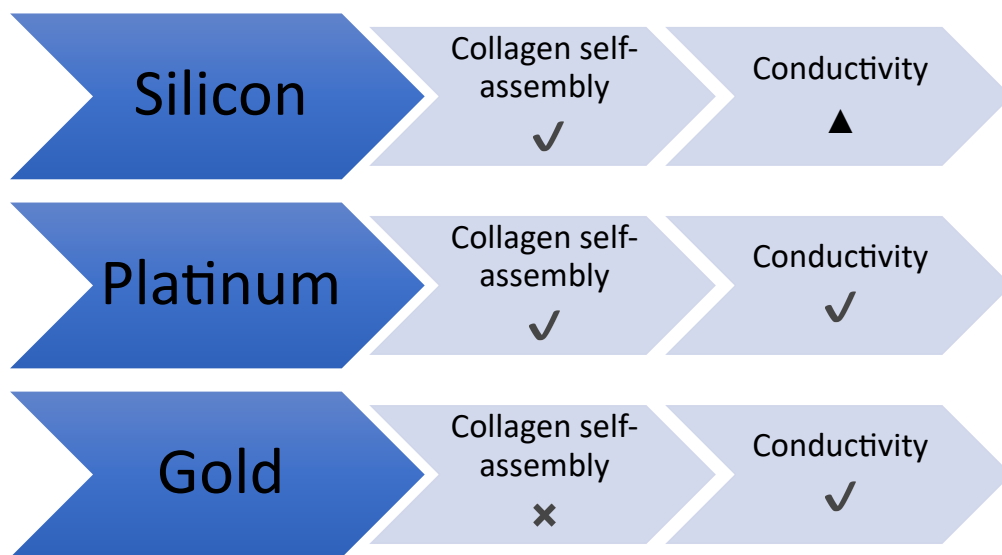 Silicon
Collagen self-
assembly
✔
Conductivity
▲
Platinum
Collagen self-
assembly
✔
Conductivity
✔
Gold
Collagen self-
assembly
✖
Conductivity
✔